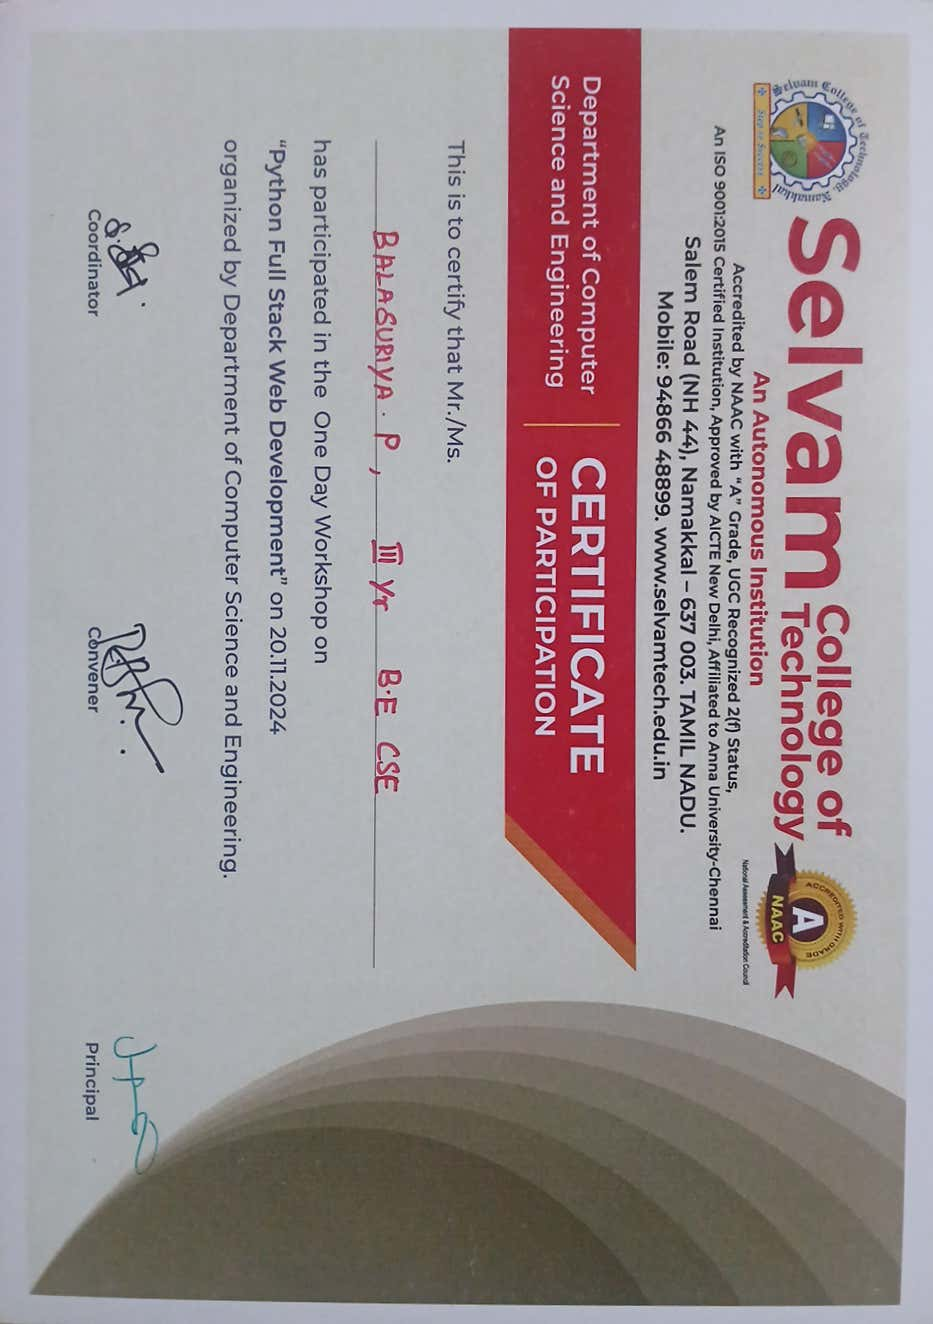 Selvam College of Technology, Namakkal
Step to Success
Selvam College of
Technology
An Autonomous Institution
Accredited by NAAC with “A” Grade, UGC Recognized 2(f) Status,
An ISO 9001:2015 Certified Institution, Approved by AICTE New Delhi, Affiliated to Anna University-Chennai
Salem Road (NH 44), Namakkal – 637 003. TAMIL NADU.
Mobile: 94866 48899. www.selvamtech.edu.in
ACCREDITED WITH GRADE
A
NAAC
National Assessment & Accreditation Council
Department of Computer
Science and Engineering
CERTIFICATE
OF PARTICIPATION
This is to certify that Mr./Ms.
BALASURIYA . P , III Yr B.E CSE
has participated in the One Day Workshop on
“Python Full Stack Web Development” on 20.11.2024
organized by Department of Computer Science and Engineering.
Coordinator
Convener
Principal